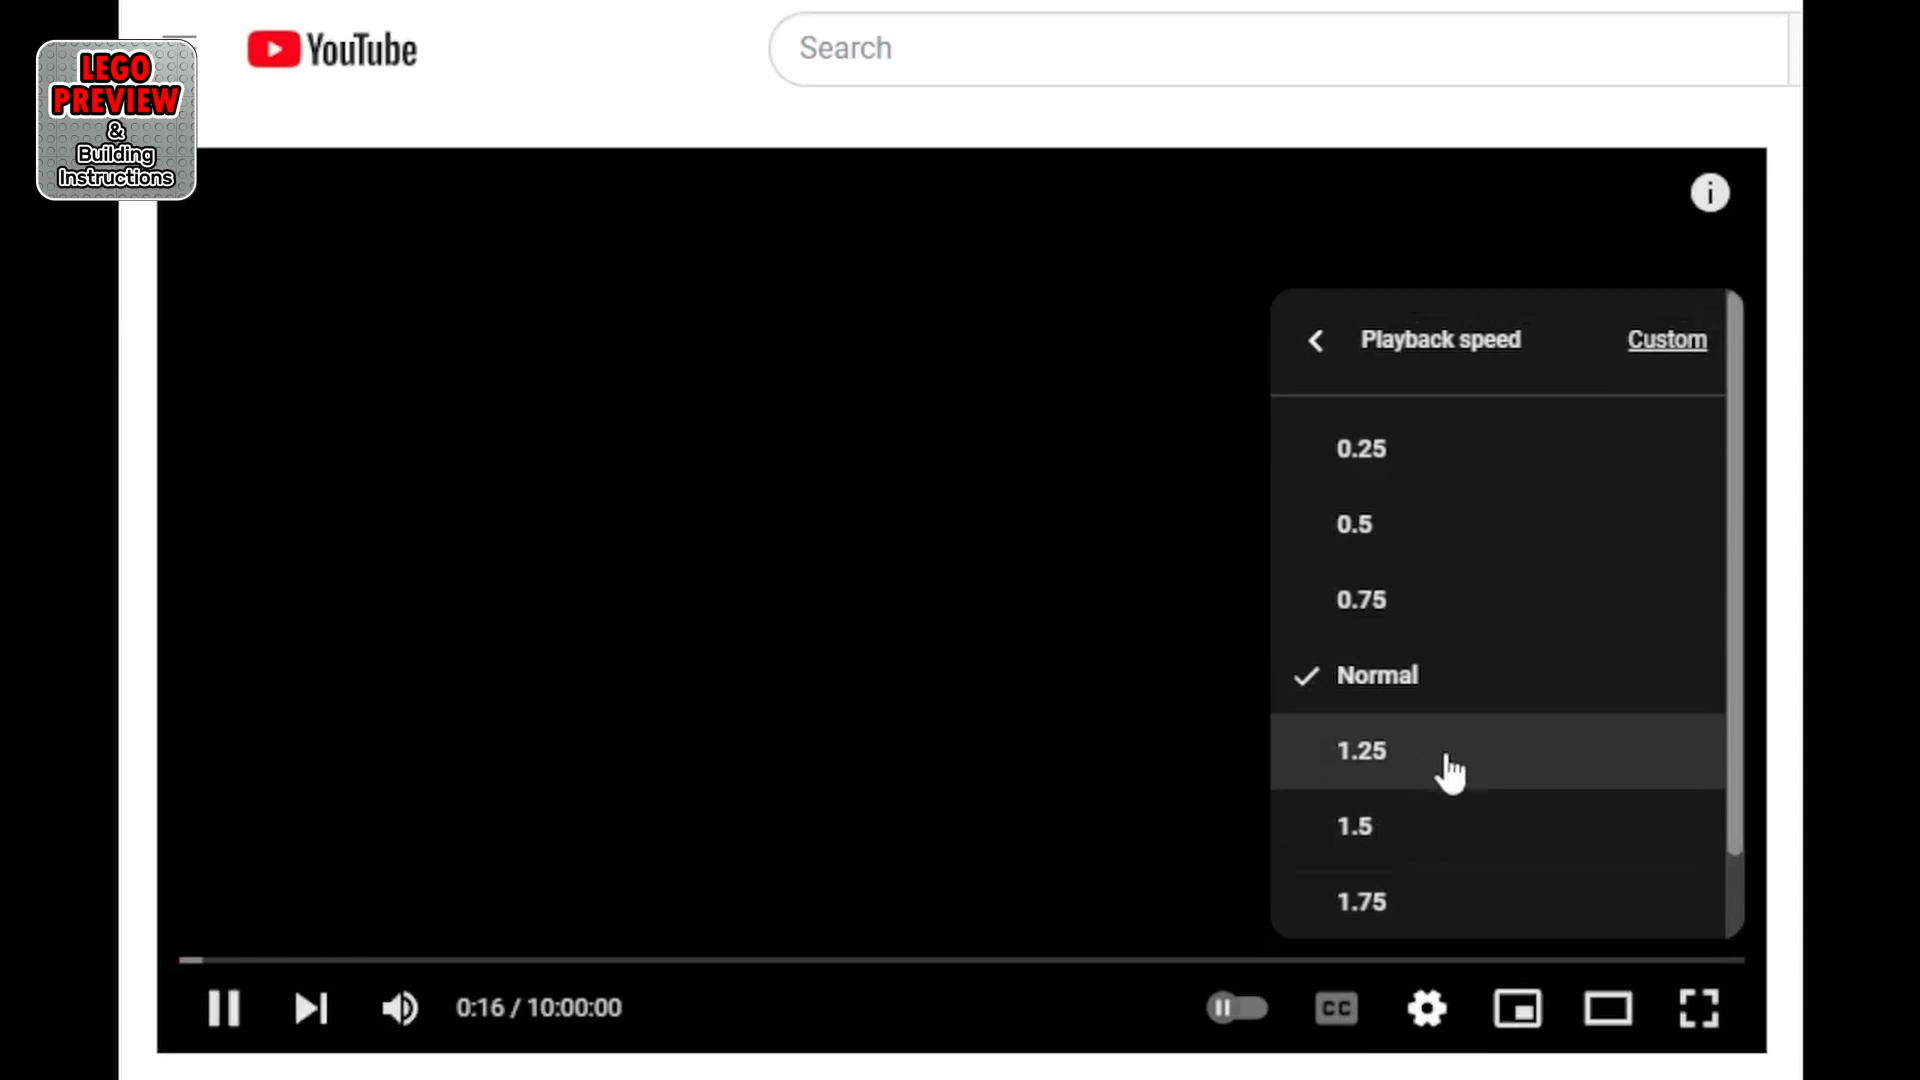 LEGO
PREVIEW
&
Building
Instructions
YouTube
Search
i
Playback speed
Custom
0.25
0.5
0.75
Normal
1.25
1.5
1.75
0:16 / 10:00:00
CC